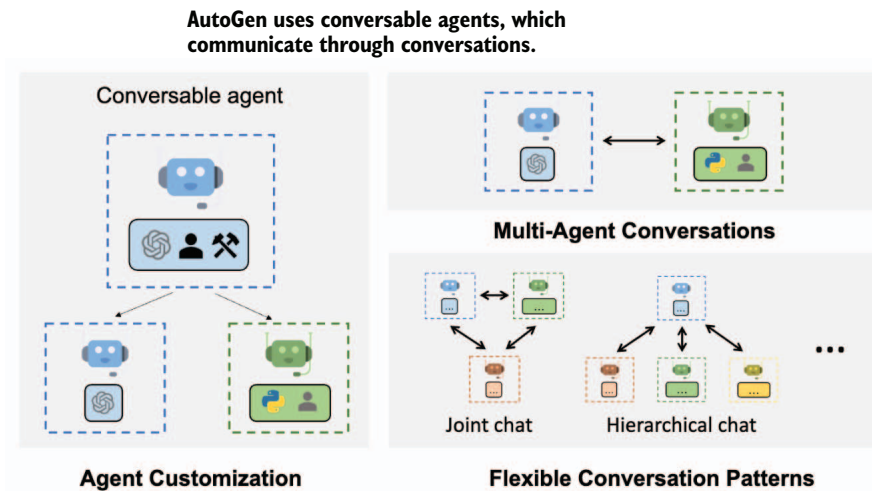 AutoGen uses conversable agents, which
communicate through conversations.
Conversable agent
Agent Customization
Multi-Agent Conversations
...
...
...
...
...
...
...
...
Joint chat
Hierarchical chat
Flexible Conversation Patterns